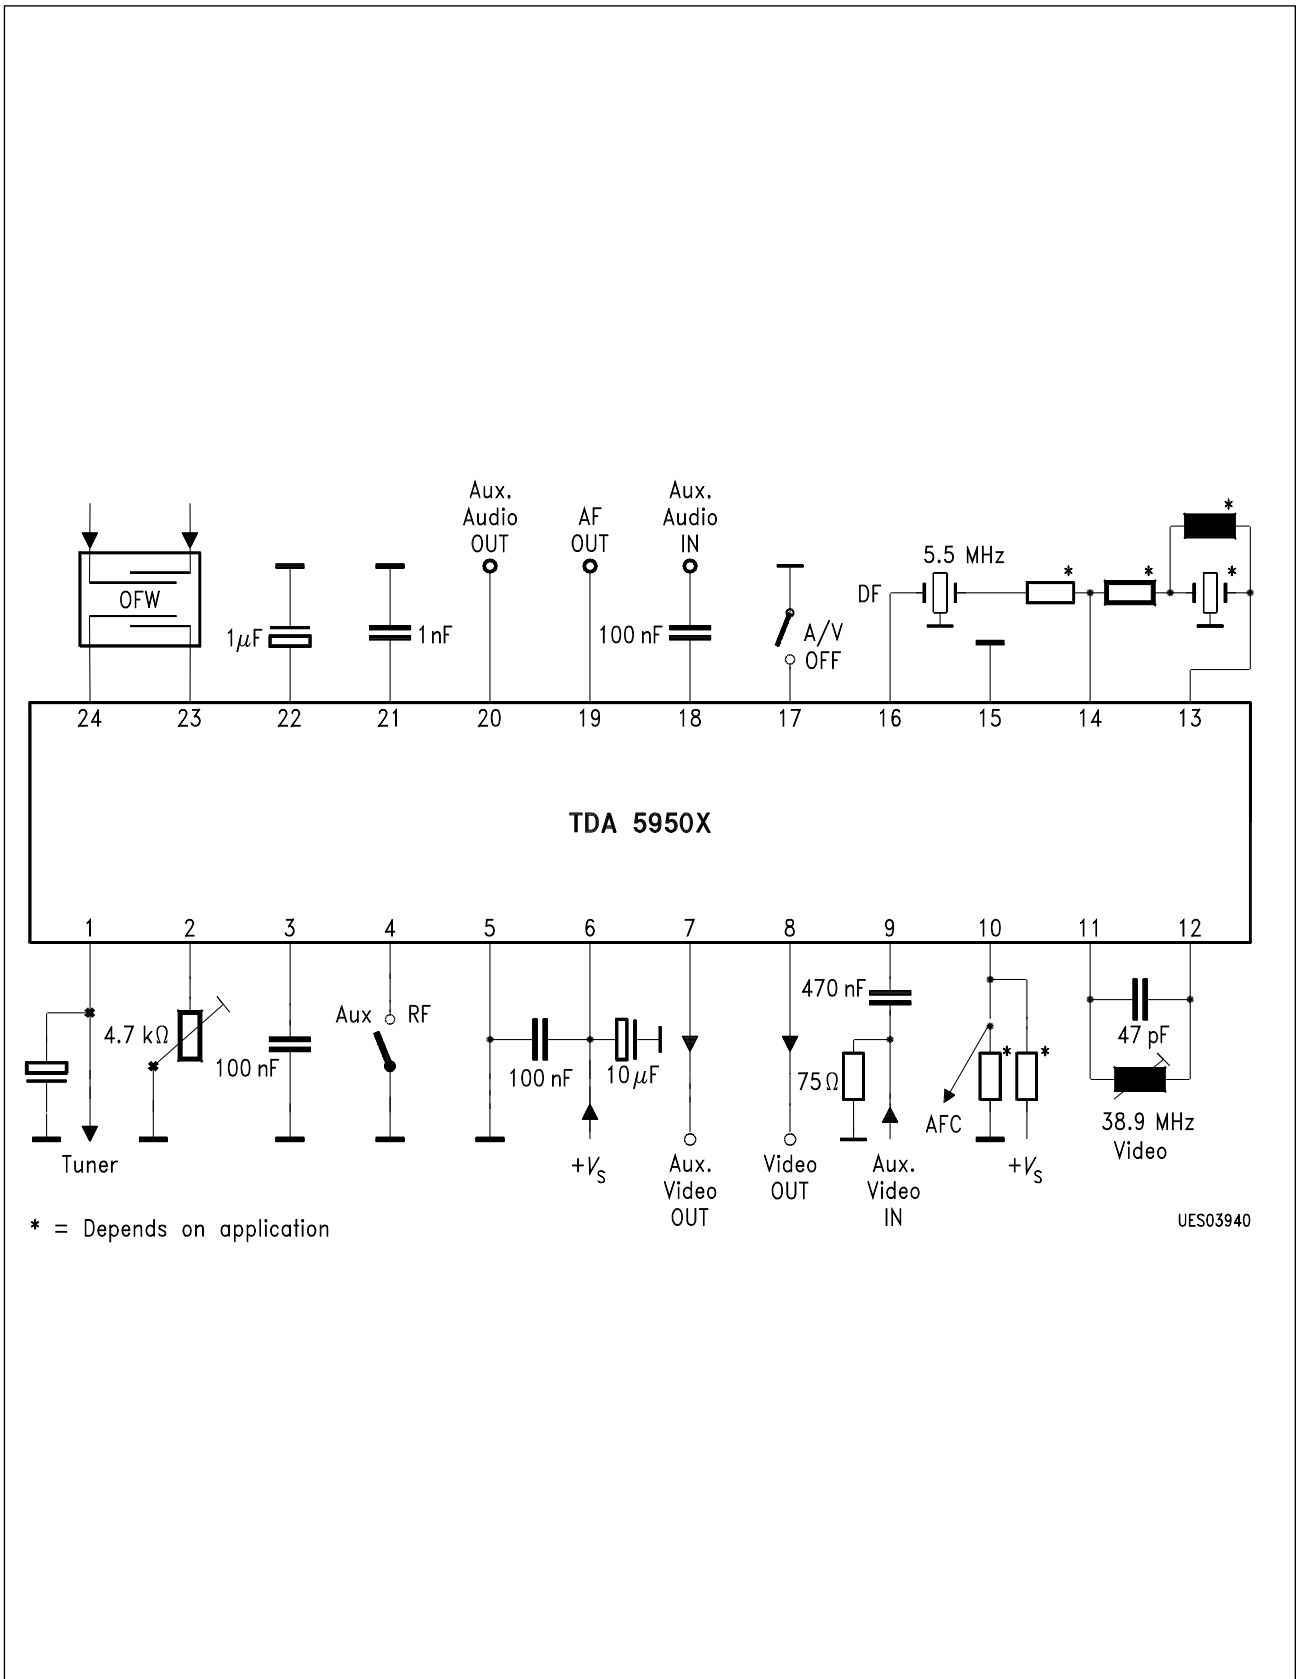 Aux.
Audio
OUT
AF
OUT
Aux.
Audio
IN
*
5.5 MHz
*
*
*
DF
OFW
1μF
1nF
100 nF
A/V
OFF
24 23 22 21 20 19 18 17 16 15 14 13
TDA 5950X
1 2 3 4 5 6 7 8 9 10 11 12
4.7 kΩ
100 nF
Aux RF
100 nF
10μF
470 nF
75Ω
AFC
*
*
47 pF
38.9 MHz
Video
Tuner
+VS
Aux.
Video
OUT
Video
OUT
Aux.
Video
IN
+VS
* = Depends on application
UES03940